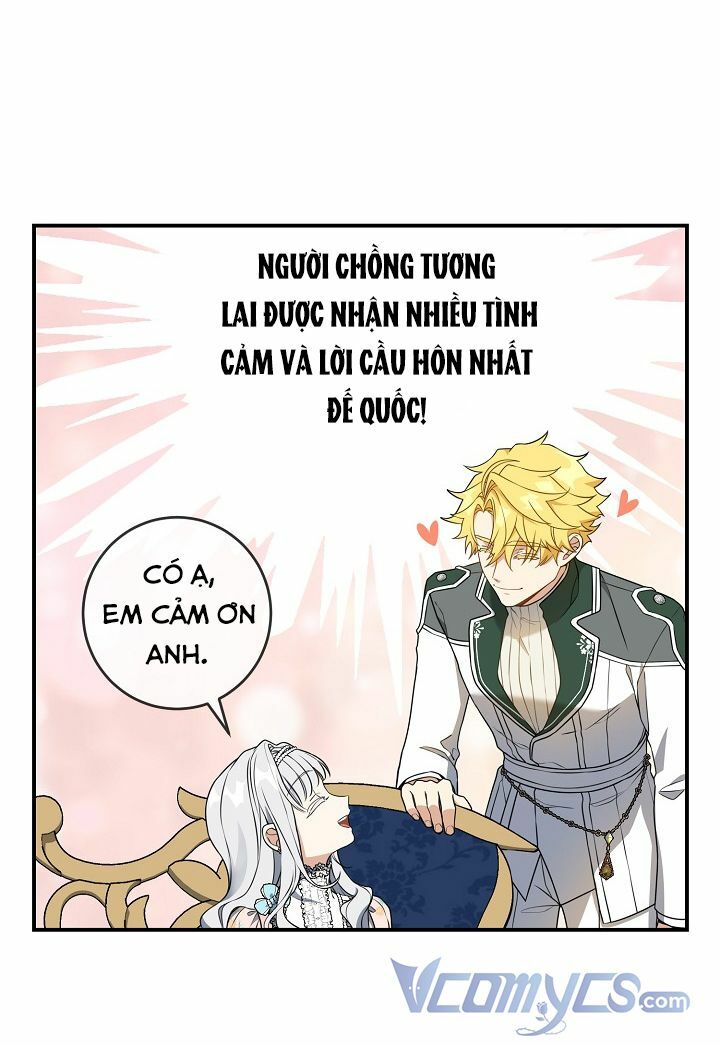 NGƯỜI CHỒNG TƯƠNG
LAI ĐƯỢC NHẬN NHIỀU TÌNH
CẢM VÀ LỜI CẦU HÔN NHẤT
ĐẾ QUỐC!
CÓ Ạ,
EM CẢM ƠN
ANH.
VCOMYCS.com